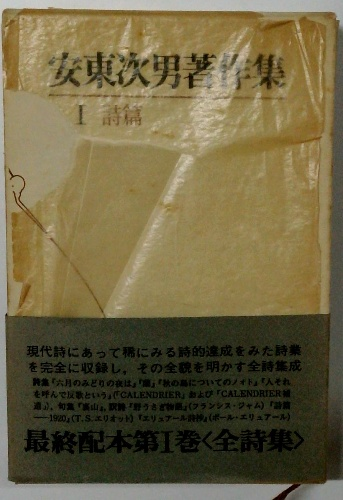 安東次男著作集
I 詩篇
現代詩にあって稀にみる詩的達成をみた詩業
を完全に収録し,その全貌を明かす全詩集成
詩集『六月のみどりの夜は』『蘭』『秋の島についてのノイト』『人それ
を呼んで反歌という』(『CALENDRIER』および『CALENDRIER補
遺』),句集『裏山』,訳詩『野うさぎ物語』(フランシス・ジャム)『詩篇
──1920』(T.S.エリオット)『エリュアール詩抄』(ポール・エリュアール)
最終配本第I巻〈全詩集〉